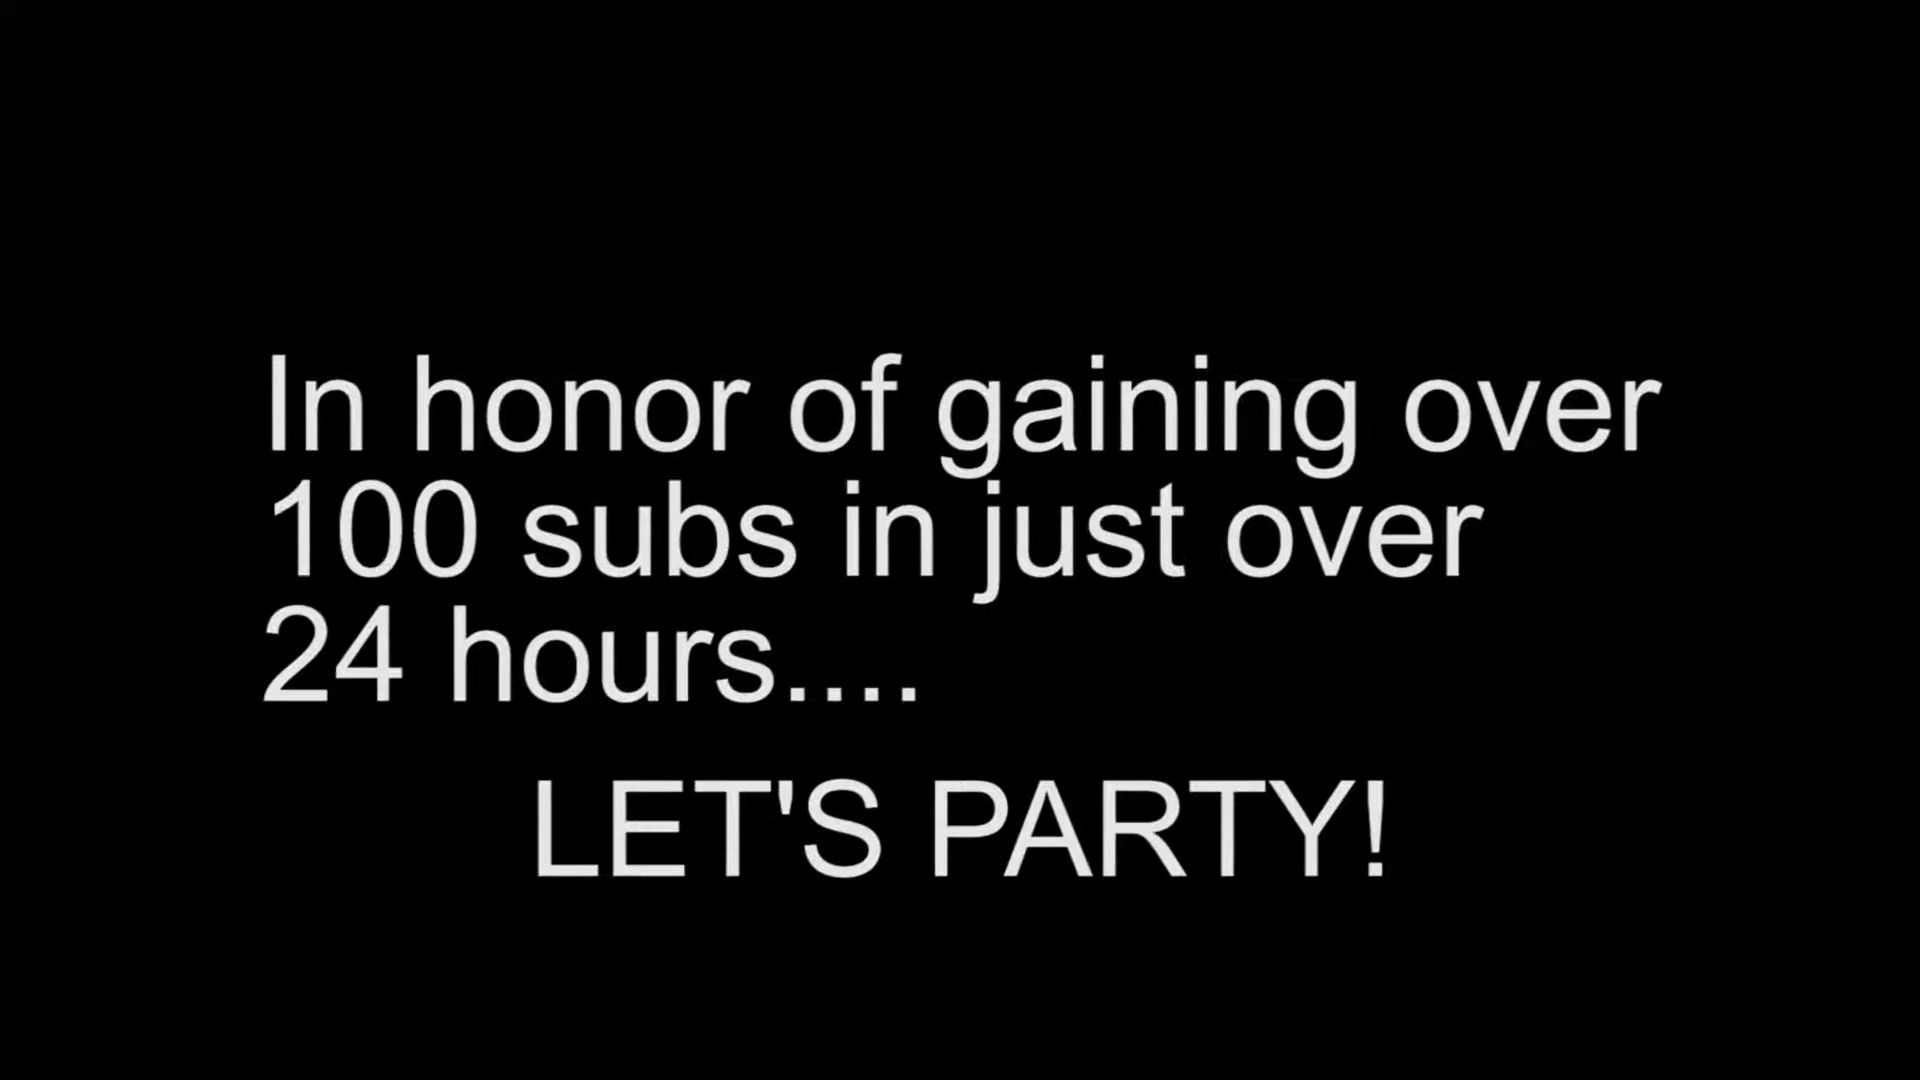 In honor of gaining over
100 subs in just over
24 hours....
LET'S PARTY!